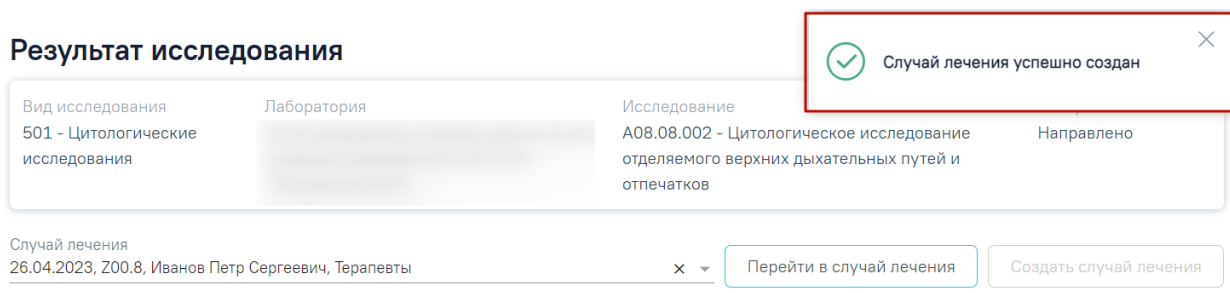 Результат исследования
Случай лечения успешно создан
Вид исследования
501 - Цитологические
исследования
Лаборатория
Исследование
A08.08.002 - Цитологическое исследование
отделяемого верхних дыхательных путей и
отпечатков
Направлено
Случай лечения
26.04.2023, Z00.8, Иванов Петр Сергеевич, Терапевты
Перейти в случай лечения
Создать случай лечения